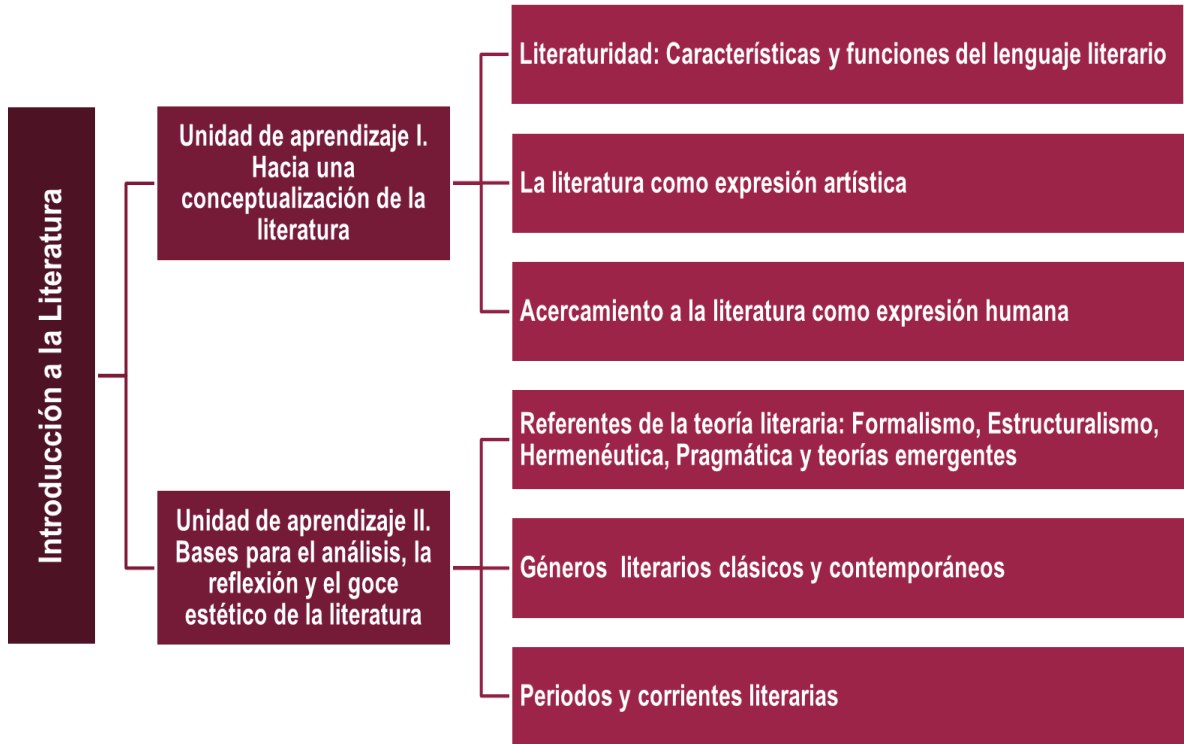 Introducción a la Literatura
Unidad de aprendizaje I.
Hacia una
conceptualización de la
literatura
Literaturidad: Características y funciones del lenguaje literario
La literatura como expresión artística
Acercamiento a la literatura como expresión humana
Unidad de aprendizaje II.
Bases para el análisis, la
reflexión y el goce
estético de la literatura
Referentes de la teoría literaria: Formalismo, Estructuralismo,
Hermenéutica, Pragmática y teorías emergentes
Géneros  literarios clásicos y contemporáneos
Periodos y corrientes literarias